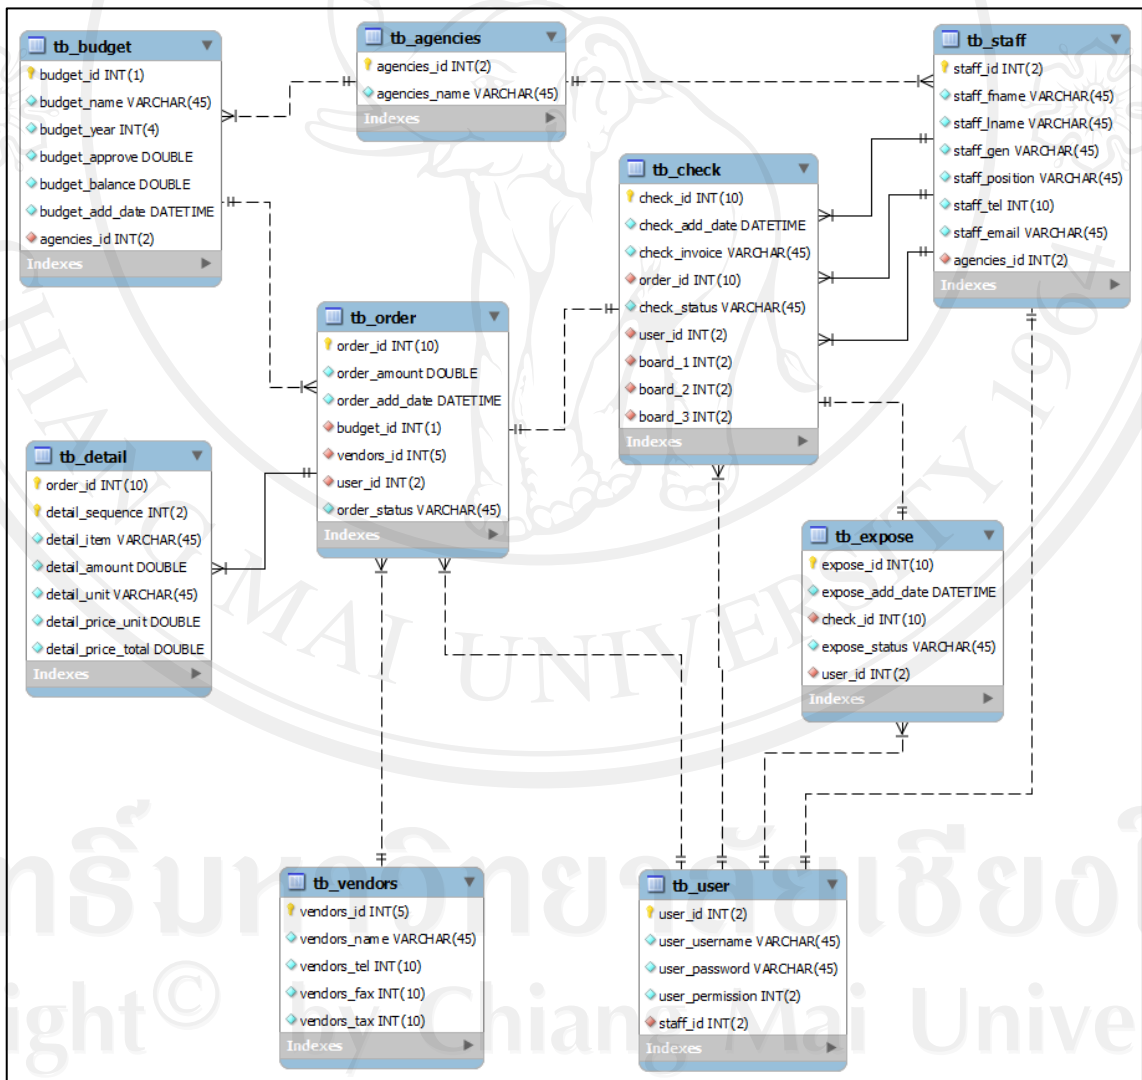 tb_budget
budget_id INT(1)
budget_name VARCHAR(45)
budget_year INT(4)
budget_approve DOUBLE
budget_balance DOUBLE
budget_add_date DATETIME
agencies_id INT(2)
Indexes
tb_agencies
agencies_id INT(2)
agencies_name VARCHAR(45)
Indexes
tb_staff
staff_id INT(2)
staff_fname VARCHAR(45)
staff_lname VARCHAR(45)
staff_gen VARCHAR(45)
staff_position VARCHAR(45)
staff_tel INT(10)
staff_email VARCHAR(45)
agencies_id INT(2)
Indexes
tb_check
check_id INT(10)
check_add_date DATETIME
check_invoice VARCHAR(45)
order_id INT(10)
check_status VARCHAR(45)
user_id INT(2)
board_1 INT(2)
board_2 INT(2)
board_3 INT(2)
Indexes
tb_order
order_id INT(10)
order_amount DOUBLE
order_add_date DATETIME
budget_id INT(1)
vendors_id INT(5)
user_id INT(2)
order_status VARCHAR(45)
Indexes
tb_detail
order_id INT(10)
detail_sequence INT(2)
detail_item VARCHAR(45)
detail_amount DOUBLE
detail_unit VARCHAR(45)
detail_price_unit DOUBLE
detail_price_total DOUBLE
Indexes
tb_expose
expose_id INT(10)
expose_add_date DATETIME
check_id INT(10)
expose_status VARCHAR(45)
user_id INT(2)
Indexes
tb_vendors
vendors_id INT(5)
vendors_name VARCHAR(45)
vendors_tel INT(10)
vendors_fax INT(10)
vendors_tax INT(10)
Indexes
tb_user
user_id INT(2)
user_username VARCHAR(45)
user_password VARCHAR(45)
user_permission INT(2)
staff_id INT(2)
Indexes
CHIANG MAI UNIVERSITY 1964
by Chiang Mai